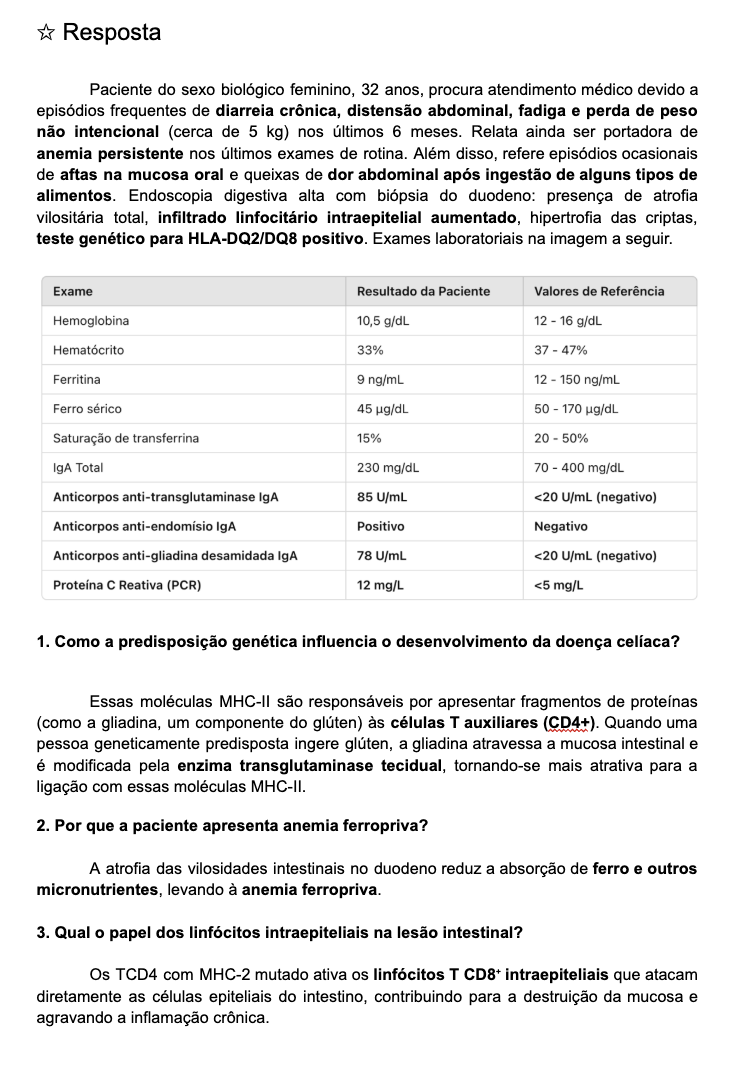 ☆ Resposta
Paciente do sexo biológico feminino, 32 anos, procura atendimento médico devido a
episódios frequentes de diarreia crônica, distensão abdominal, fadiga e perda de peso
não intencional (cerca de 5 kg) nos últimos 6 meses. Relata ainda ser portadora de
anemia persistente nos últimos exames de rotina. Além disso, refere episódios ocasionais
de aftas na mucosa oral e queixas de dor abdominal após ingestão de alguns tipos de
alimentos. Endoscopia digestiva alta com biópsia do duodeno: presença de atrofia
vilositária total, infiltrado linfocitário intraepitelial aumentado, hipertrofia das criptas,
teste genético para HLA-DQ2/DQ8 positivo. Exames laboratoriais na imagem a seguir.
Exame Resultado da Paciente Valores de Referência
Hemoglobina 10,5 g/dL 12 - 16 g/dL
Hematócrito 33% 37 - 47%
Ferritina 9 ng/mL 12 - 150 ng/mL
Ferro sérico 45 µg/dL 50 - 170 µg/dL
Saturação de transferrina 15% 20 - 50%
IgA Total 230 mg/dL 70 - 400 mg/dL
Anticorpos anti-transglutaminase IgA 85 U/mL <20 U/mL (negativo)
Anticorpos anti-endomísio IgA Positivo Negativo
Anticorpos anti-gliadina desamidada IgA 78 U/mL <20 U/mL (negativo)
Proteína C Reativa (PCR) 12 mg/L <5 mg/L
1. Como a predisposição genética influencia o desenvolvimento da doença celíaca?
Essas moléculas MHC-II são responsáveis por apresentar fragmentos de proteínas
(como a gliadina, um componente do glúten) às células T auxiliares (CD4+). Quando uma
pessoa geneticamente predisposta ingere glúten, a gliadina atravessa a mucosa intestinal e
é modificada pela enzima transglutaminase tecidual, tornando-se mais atrativa para a
ligação com essas moléculas MHC-II.
2. Por que a paciente apresenta anemia ferropriva?
A atrofia das vilosidades intestinais no duodeno reduz a absorção de ferro e outros
micronutrientes, levando à anemia ferropriva.
3. Qual o papel dos linfócitos intraepiteliais na lesão intestinal?
Os TCD4 com MHC-2 mutado ativa os linfócitos T CD8⁺ intraepiteliais que atacam
diretamente as células epiteliais do intestino, contribuindo para a destruição da mucosa e
agravando a inflamação crônica.